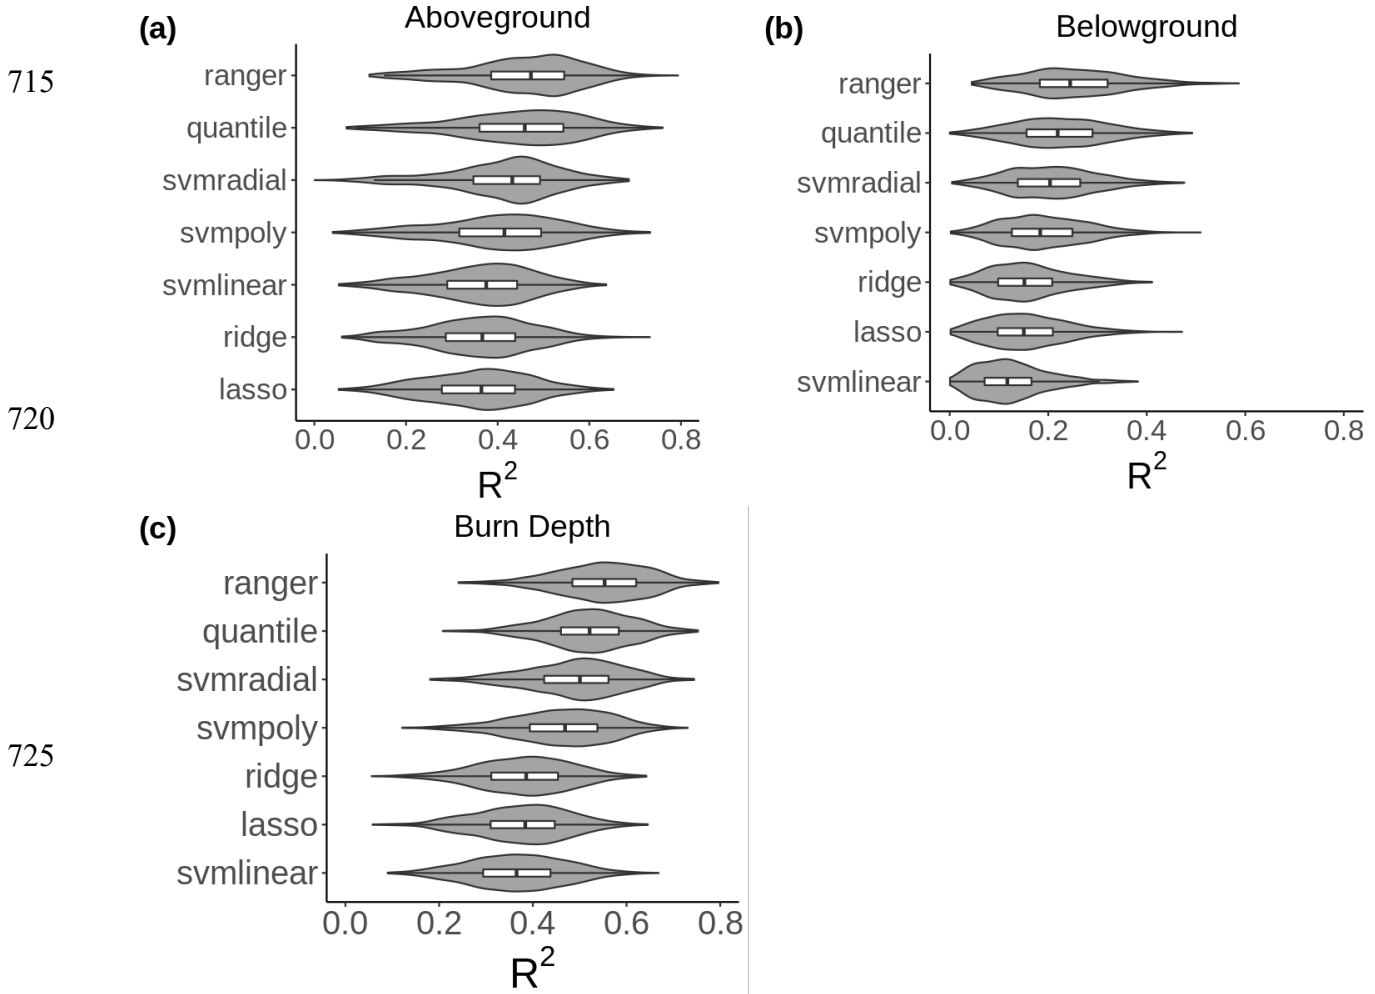 (a) Aboveground
715
ranger
quantile
svmradial
svmpoly
svmlinear
ridge
lasso
720
0.0 0.2 0.4 0.6 0.8
R²
(b) Belowground
ranger
quantile
svmradial
svmpoly
ridge
lasso
svmlinear
0.0 0.2 0.4 0.6 0.8
R²
(c) Burn Depth
ranger
quantile
svmradial
svmpoly
725
ridge
lasso
svmlinear
0.0 0.2 0.4 0.6 0.8
R²